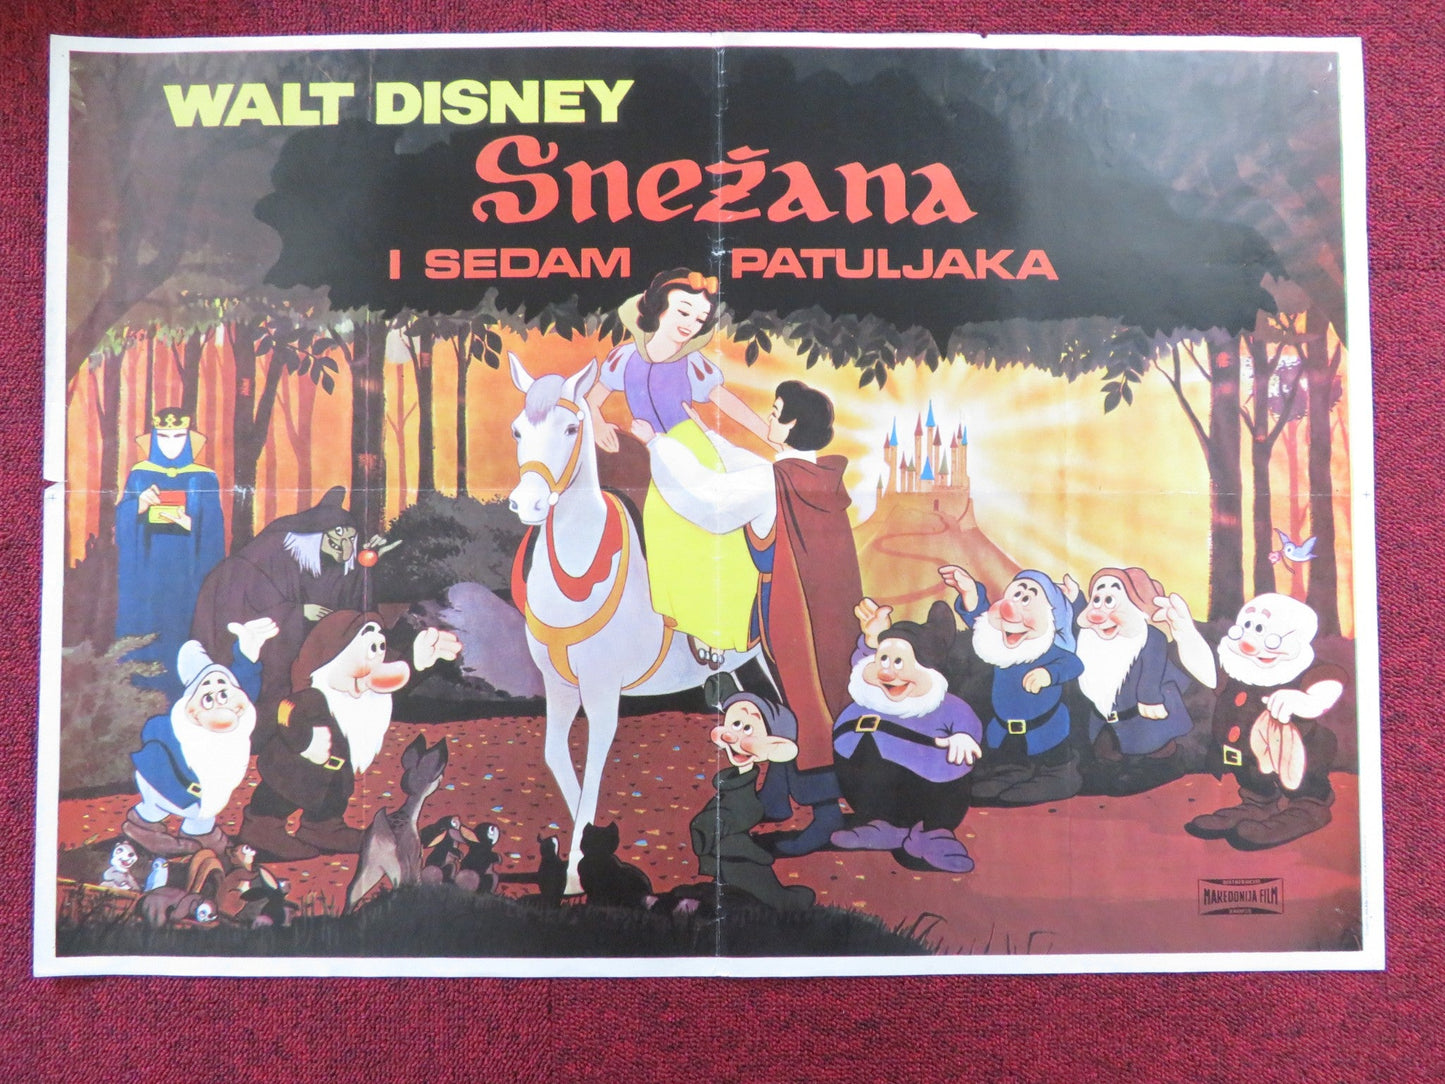 WALT DISNEY
Snežana
I SEDAM PATULJAKA
MAKEDONIJA FILM